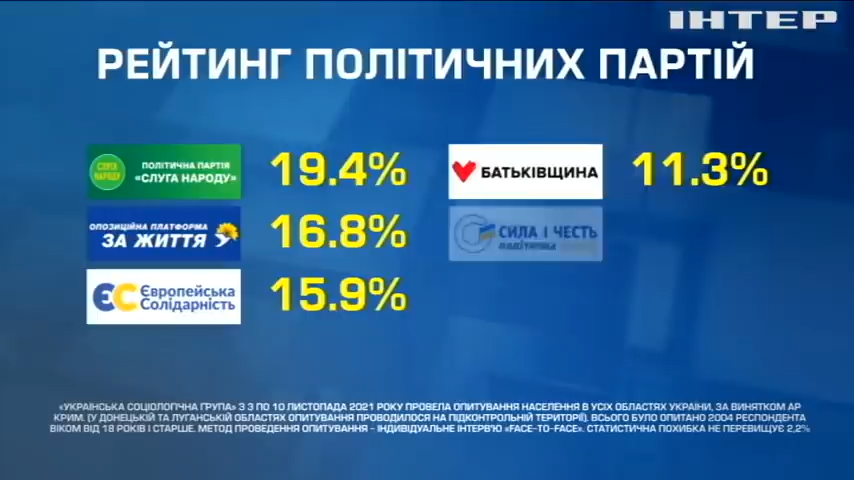 ІНТЕР
РЕЙТИНГ ПОЛІТИЧНИХ ПАРТІЙ
СЛУГА НАРОДУ
ПОЛІТИЧНА ПАРТІЯ
«СЛУГА НАРОДУ»
19.4%
ОПОЗИЦІЙНА ПЛАТФОРМА
ЗА ЖИТТЯ
16.8%
ЄС Європейська
Солідарність
15.9%
БАТЬКІВЩИНА
11.3%
СИЛА І ЧЕСТЬ
«УКРАЇНСЬКА СОЦІОЛОГІЧНА ГРУПА» З 3 ПО 10 ЛИСТОПАДА 2021 РОКУ ПРОВЕЛА ОПИТУВАННЯ НАСЕЛЕННЯ В УСІХ ОБЛАСТЯХ УКРАЇНИ, ЗА ВИНЯТКОМ АР
КРИМ. (У ДОНЕЦЬКІЙ ТА ЛУГАНСЬКІЙ ОБЛАСТЯХ ОПИТУВАННЯ ПРОВОДИЛОСЯ НА ПІДКОНТРОЛЬНІЙ ТЕРИТОРІЇ). ВСЬОГО БУЛО ОПИТАНО 2004 РЕСПОНДЕНТА
ВІКОМ ВІД 18 РОКІВ І СТАРШЕ. МЕТОД ПРОВЕДЕННЯ ОПИТУВАННЯ – ІНДИВІДУАЛЬНЕ ІНТЕРВ'Ю «FACE-TO-FACE». СТАТИСТИЧНА ПОХИБКА НЕ ПЕРЕВИЩУЄ 2,2%